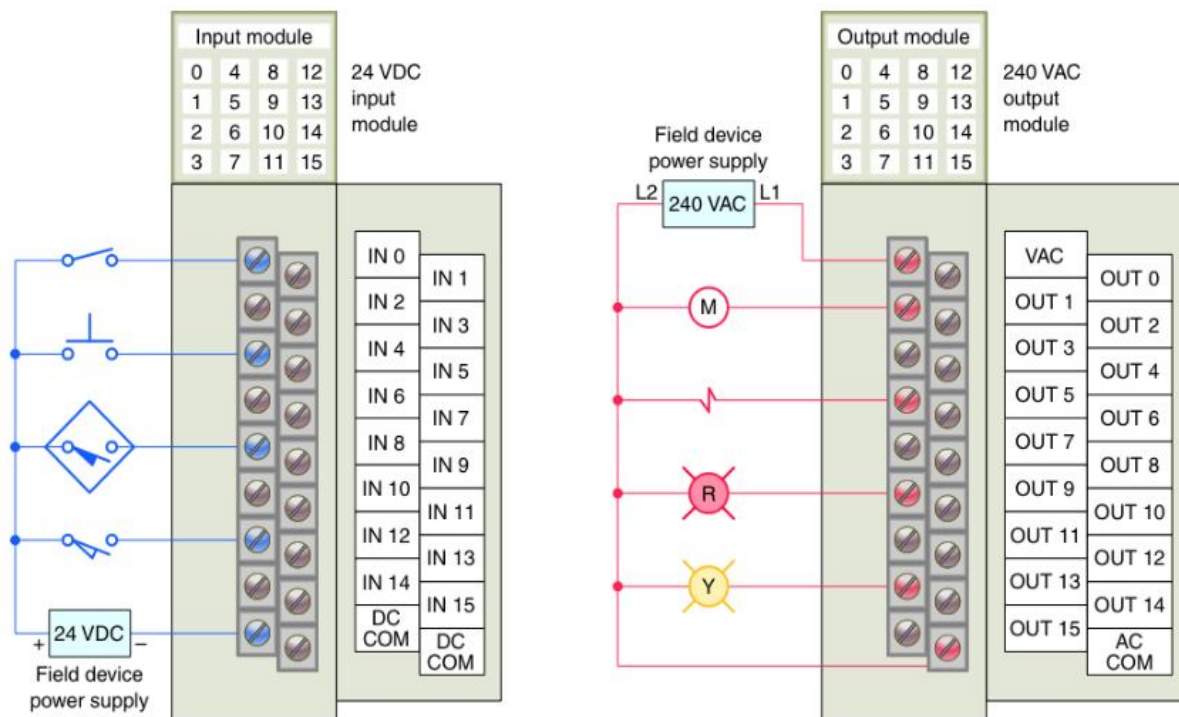 Input module
0 4 8 12
1 5 9 13
2 6 10 14
3 7 11 15
24 VDC
input
module
IN 0
IN 1
IN 2
IN 3
IN 4
IN 5
IN 6
IN 7
IN 8
IN 9
IN 10
IN 11
IN 12
IN 13
IN 14
IN 15
DC
COM
DC
COM
+ 24 VDC −
Field device
power supply
Output module
0 4 8 12
1 5 9 13
2 6 10 14
3 7 11 15
240 VAC
output
module
Field device
power supply
L2 240 VAC L1
M
R
Y
VAC
OUT 0
OUT 1
OUT 2
OUT 3
OUT 4
OUT 5
OUT 6
OUT 7
OUT 8
OUT 9
OUT 10
OUT 11
OUT 12
OUT 13
OUT 14
OUT 15
AC
COM